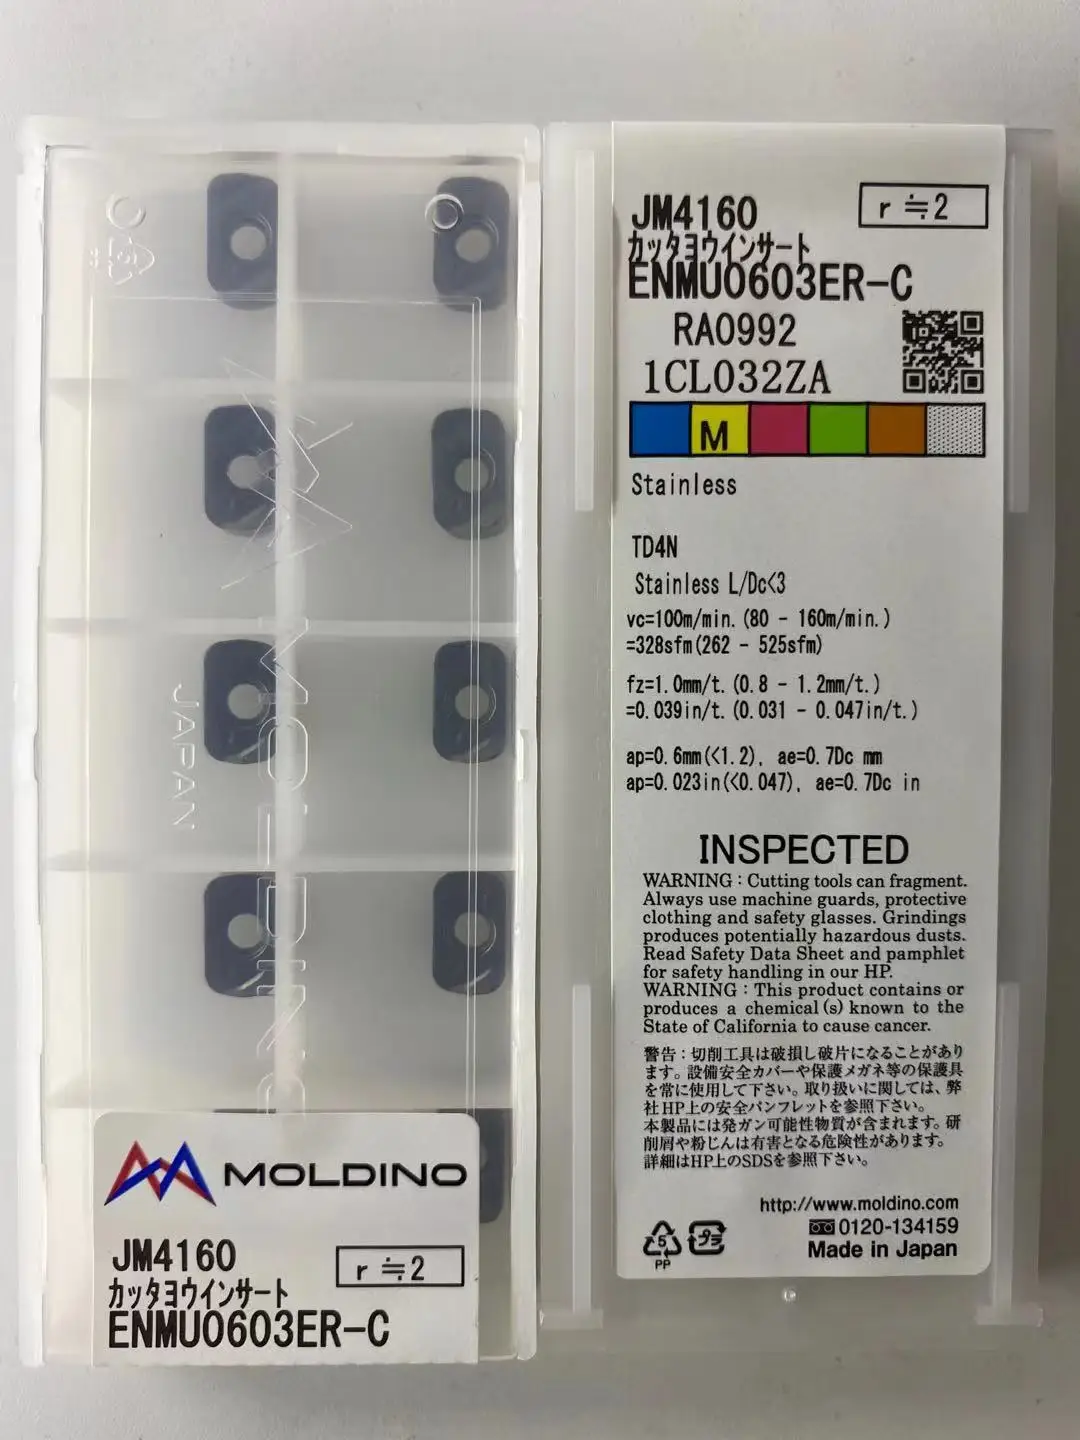 JAPAN
MOLDINO
MOLDINO
JM4160
r≒2
カッタヨウインサート
ENMU0603ER-C
JM4160
r≒2
カッタヨウインサート
ENMU0603ER-C
RA0992
1CL032ZA
M
Stainless
TD4N
Stainless L/Dc<3
vc=100m/min.(80 - 160m/min.)
=328sfm(262 - 525sfm)
fz=1.0mm/t.(0.8 - 1.2mm/t.)
=0.039in/t.(0.031 - 0.047in/t.)
ap=0.6mm(<1.2), ae=0.7Dc mm
ap=0.023in(<0.047), ae=0.7Dc in
INSPECTED
WARNING : Cutting tools can fragment.
Always use machine guards, protective
clothing and safety glasses. Grindings
produces potentially hazardous dusts.
Read Safety Data Sheet and pamphlet
for safety handling in our HP.
WARNING : This product contains or
produces a chemical(s) known to the
State of California to cause cancer.
警告：切削工具は破損し破片になることがあり
ます。設備安全カバーや保護メガネ等の保護具
を常に使用して下さい。取り扱いに関しては、弊
社HP上の安全パンフレットを参照下さい。
本製品には発ガン可能性物質が含まれます。研
削屑や粉じんは有害となる危険性があります。
詳細はHP上のSDSを参照下さい。
http://www.moldino.com
0120-134159
Made in Japan
5
PP
プラ